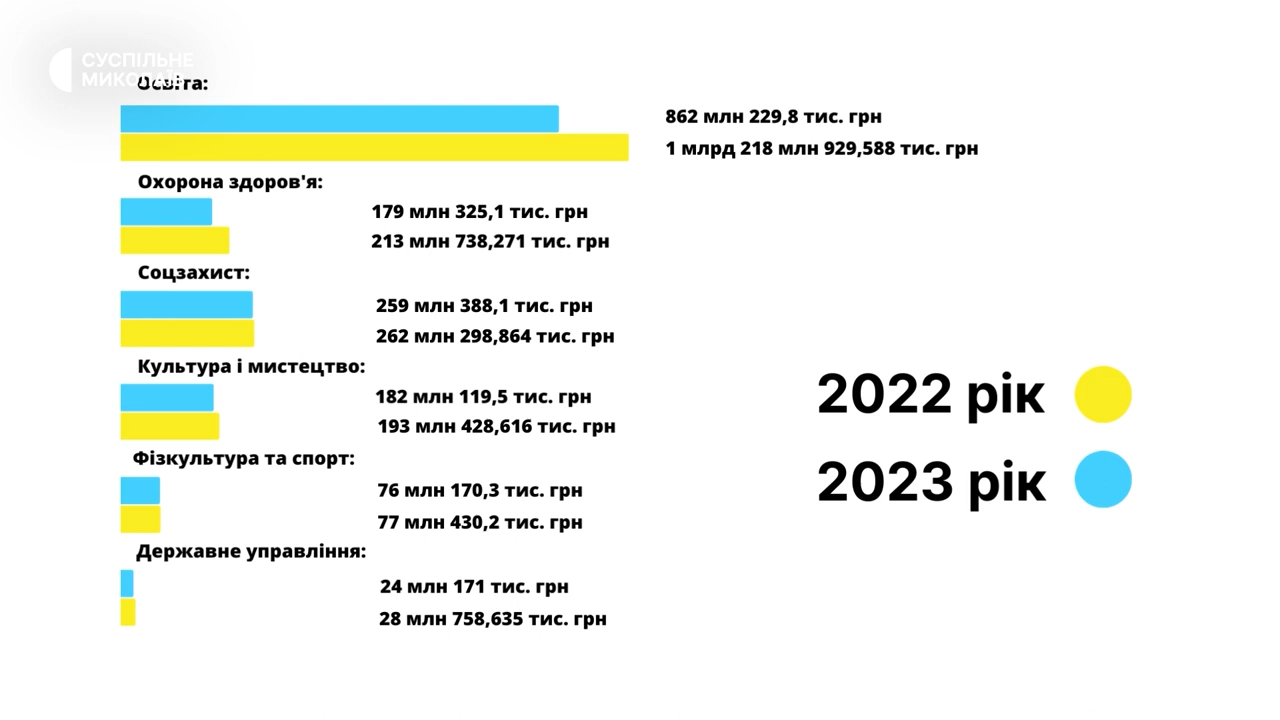 СУСПІЛЬНЕ
МИКОЛАЇВ
Освіта:
862 млн 229,8 тис. грн
1 млрд 218 млн 929,588 тис. грн
Охорона здоров'я:
179 млн 325,1 тис. грн
213 млн 738,271 тис. грн
Соцзахист:
259 млн 388,1 тис. грн
262 млн 298,864 тис. грн
Культура і мистецтво:
182 млн 119,5 тис. грн
193 млн 428,616 тис. грн
Фізкультура та спорт:
76 млн 170,3 тис. грн
77 млн 430,2 тис. грн
Державне управління:
24 млн 171 тис. грн
28 млн 758,635 тис. грн
2022 рік
2023 рік